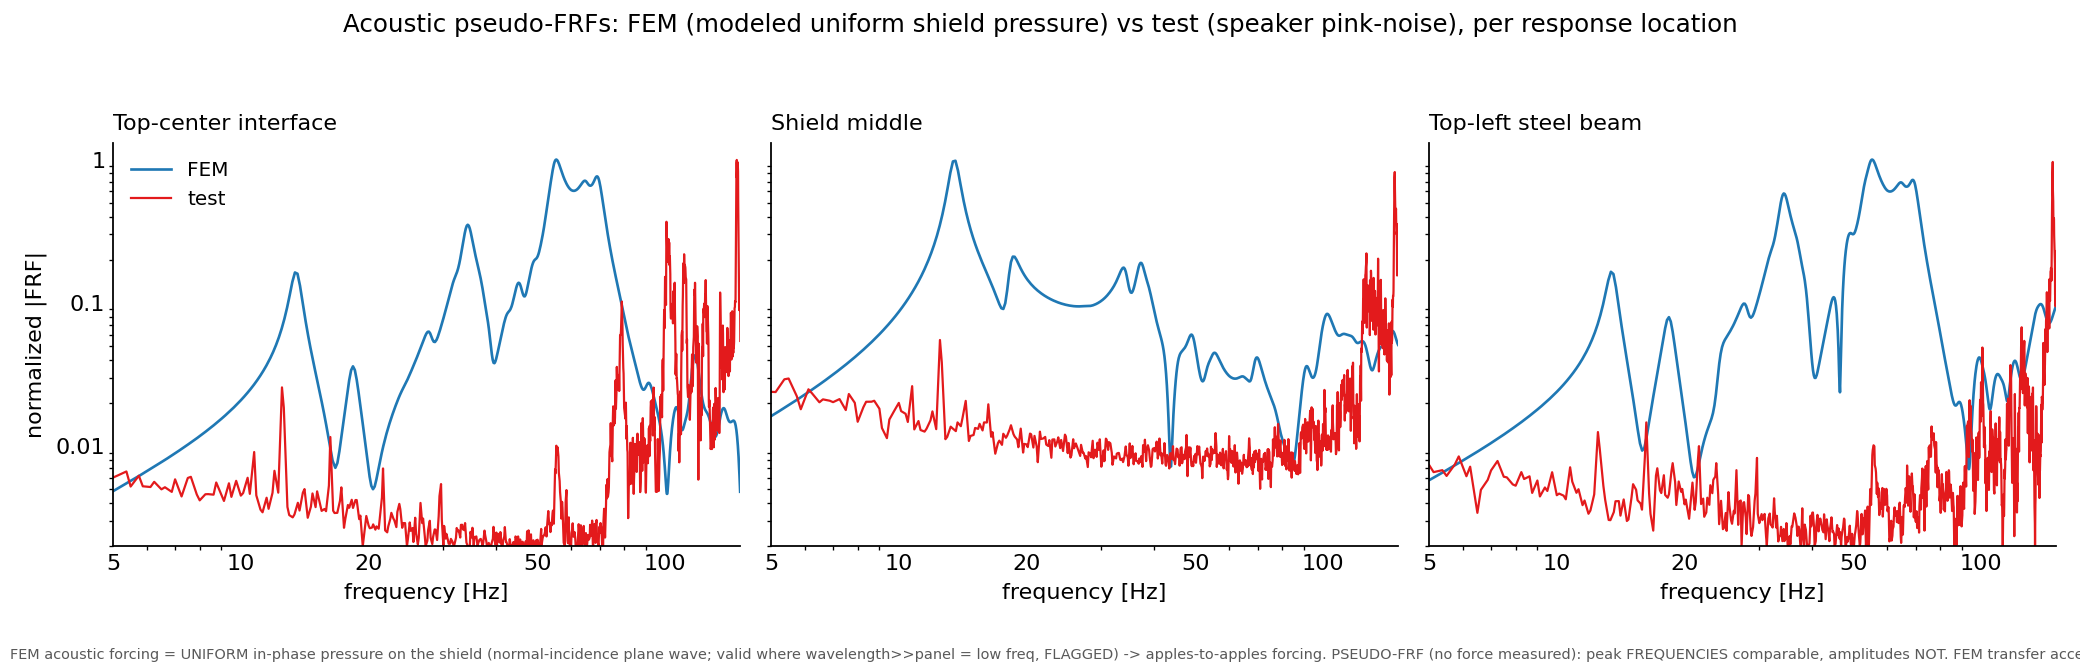 Acoustic pseudo-FRFs: FEM (modeled uniform shield pressure) vs test (speaker pink-noise), per response location
Top-center interface
Shield middle
Top-left steel beam
FEM
test
normalized |FRF|
1
0.1
0.01
5 10 20 50 100
5 10 20 50 100
5 10 20 50 100
frequency [Hz]
frequency [Hz]
frequency [Hz]
FEM acoustic forcing = UNIFORM in-phase pressure on the shield (normal-incidence plane wave; valid where wavelength>>panel = low freq, FLAGGED) -> apples-to-apples forcing. PSEUDO-FRF (no force measured): peak FREQUENCIES comparable, amplitudes NOT. FEM transfer acce